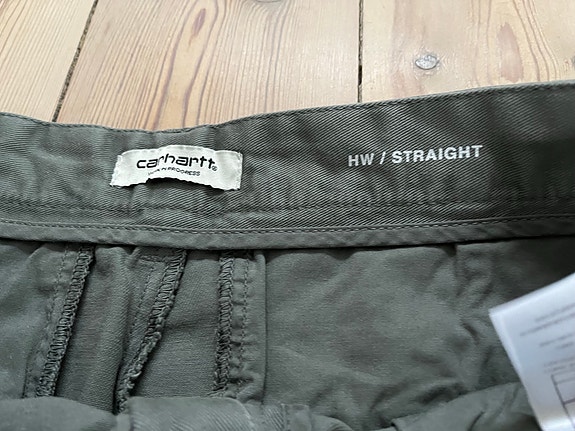 carhartt
WORK IN PROGRESS
HW / STRAIGHT